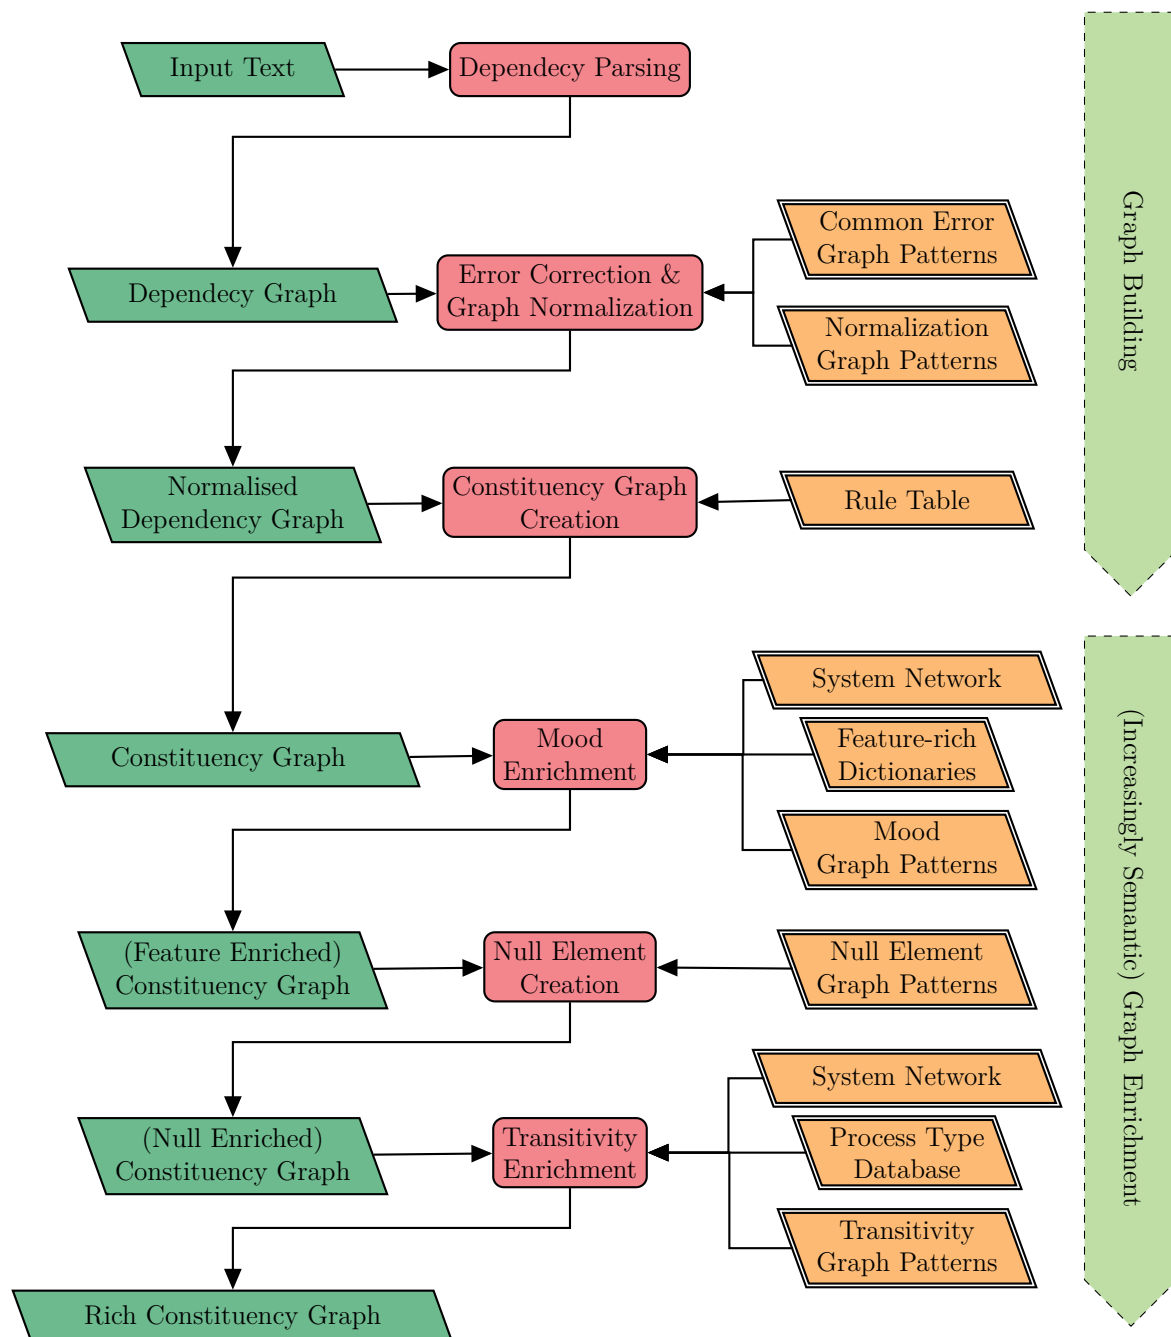 Input Text
Dependecy Parsing
Common Error
Graph Patterns
Dependecy Graph
Error Correction &
Graph Normalization
Normalization
Graph Patterns
Graph Building
Normalised
Dependency Graph
Constituency Graph
Creation
Rule Table
System Network
Constituency Graph
Mood
Enrichment
Feature-rich
Dictionaries
Mood
Graph Patterns
(Increasingly Semantic) Graph Enrichment
(Feature Enriched)
Constituency Graph
Null Element
Creation
Null Element
Graph Patterns
System Network
(Null Enriched)
Constituency Graph
Transitivity
Enrichment
Process Type
Database
Transitivity
Graph Patterns
Rich Constituency Graph